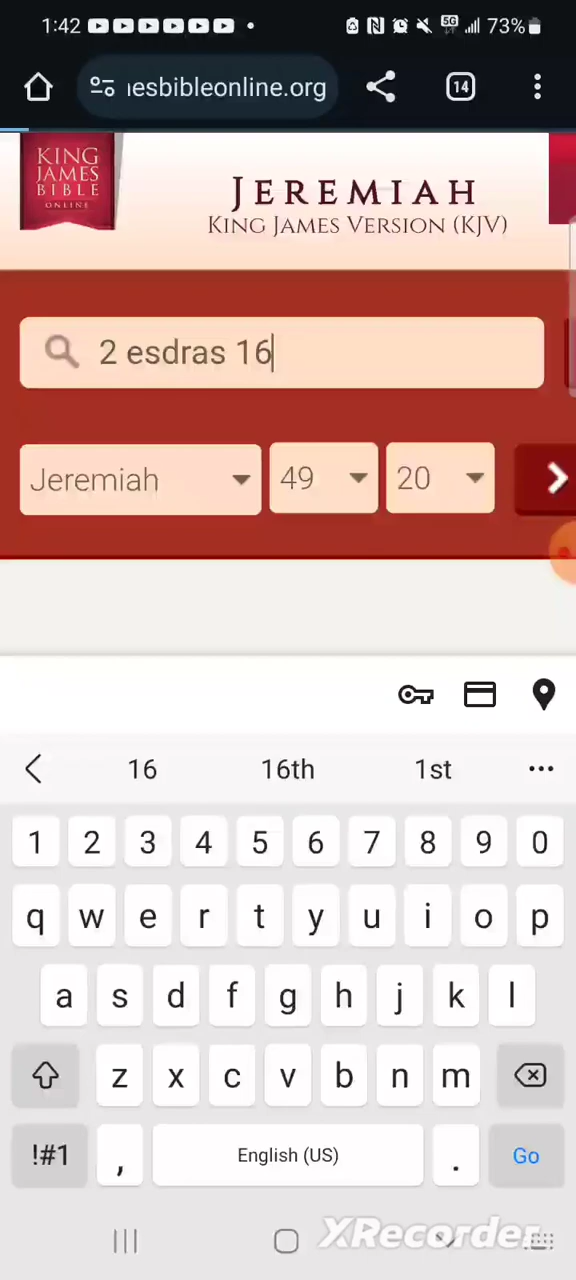 1:42 73%
iesbibleonline.org 14
KING
JAMES
BIBLE
ONLINE
JEREMIAH
KING JAMES VERSION (KJV)
2 esdras 16
Jeremiah 49 20
16 16th 1st
1 2 3 4 5 6 7 8 9 0
q w e r t y u i o p
a s d f g h j k l
z x c v b n m
!#1 , English (US) . Go
XRecorder